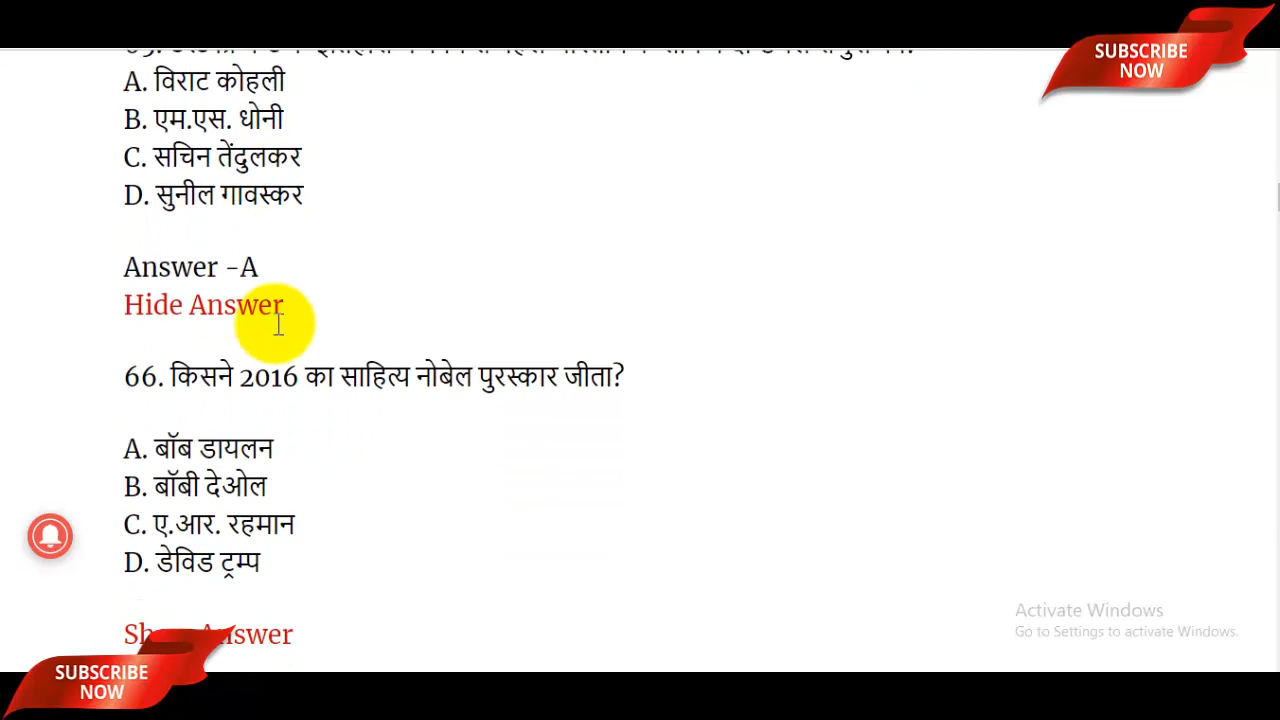 SUBSCRIBE
NOW
A. विराट कोहली
B. एम.एस. धोनी
C. सचिन तेंदुलकर
D. सुनील गावस्कर
Answer -A
Hide Answer
66. किसने 2016 का साहित्य नोबेल पुरस्कार जीता?
A. बॉब डायलन
B. बॉबी देओल
C. ए.आर. रहमान
D. डेविड ट्रम्प
Activate Windows
Go to Settings to activate Windows.
Answer
SUBSCRIBE
NOW